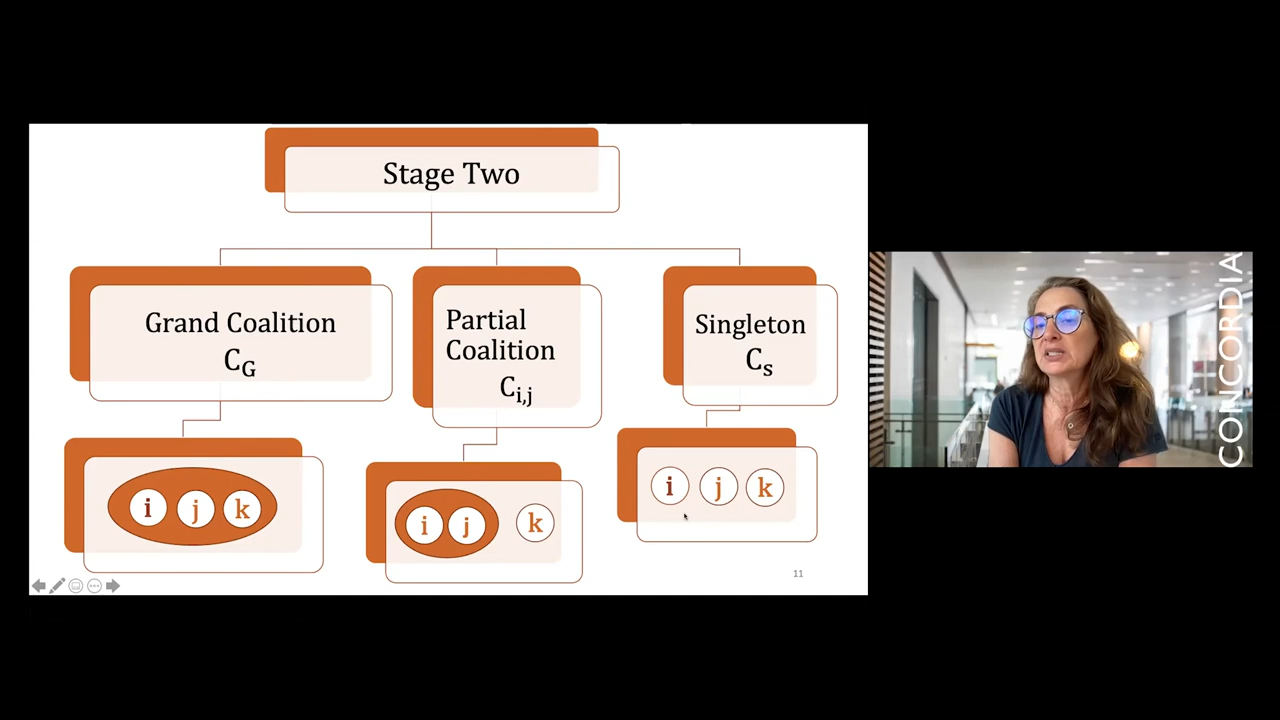 Stage Two
Grand Coalition
C_G
Partial
Coalition
C_i,j
Singleton
C_s
i j k
i j k
i j k
11
CONCORDIA